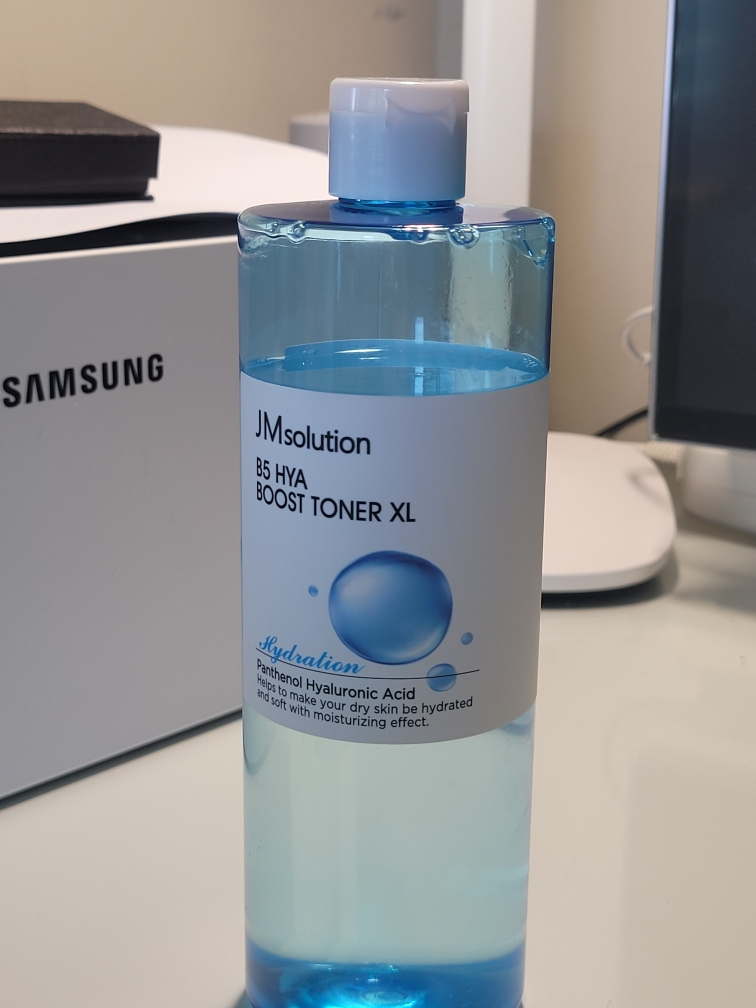 SAMSUNG
JMsolution
B5 HYA
BOOST TONER XL
Hydration
Panthenol Hyaluronic Acid
Helps to make your dry skin be hydrated
and soft with moisturizing effect.